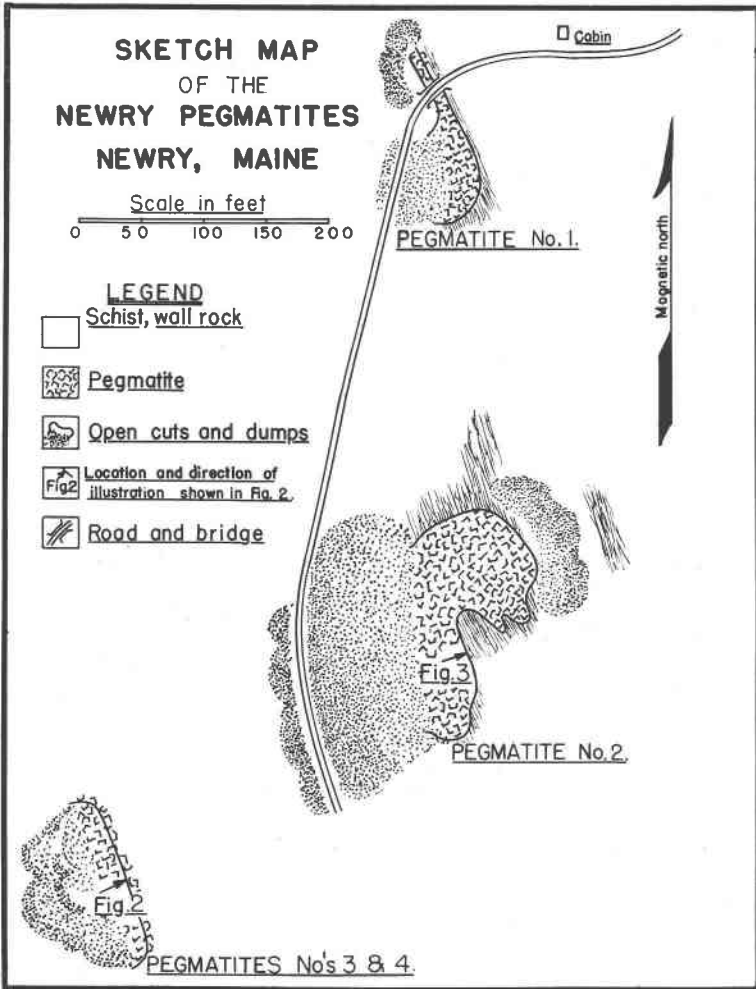 SKETCH MAP
OF THE
NEWRY PEGMATITES
NEWRY, MAINE
Scale in feet
0 50 100 150 200
LEGEND
Schist, wall rock
Pegmatite
Open cuts and dumps
Fig2
Location and direction of
illustration shown in Fig. 2.
Road and bridge
Cabin
PEGMATITE No. 1.
Magnetic north
Fig.3
PEGMATITE No. 2.
Fig.2
PEGMATITES No's 3 & 4.